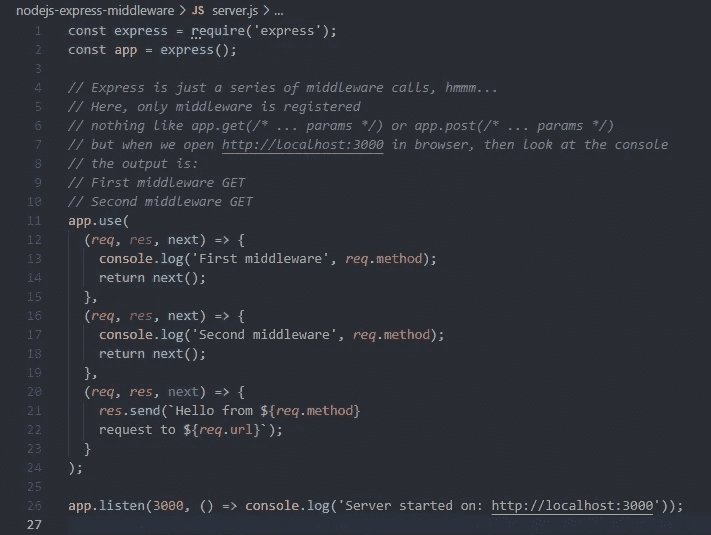 nodejs-express-middleware > JS server.js > ...
1 const express = require('express');
2 const app = express();
3
4 // Express is just a series of middleware calls, hmmm...
5 // Here, only middleware is registered
6 // nothing like app.get(/* ... params */) or app.post(/* ... params */)
7 // but when we open http://localhost:3000 in browser, then look at the console
8 // the output is:
9 // First middleware GET
10 // Second middleware GET
11 app.use(
12   (req, res, next) => {
13     console.log('First middleware', req.method);
14     return next();
15   },
16   (req, res, next) => {
17     console.log('Second middleware', req.method);
18     return next();
19   },
20   (req, res, next) => {
21     res.send(`Hello from ${req.method}
22     request to ${req.url}`);
23   }
24 );
25
26 app.listen(3000, () => console.log('Server started on: http://localhost:3000'));
27